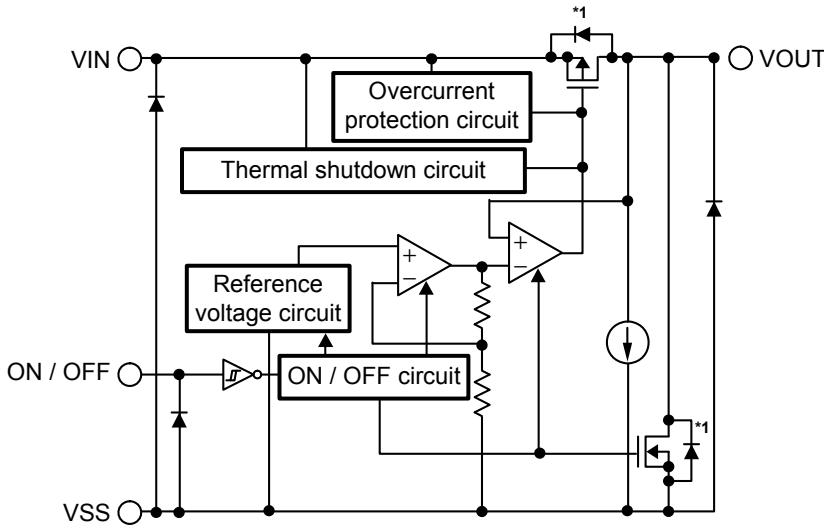 *1
VIN
VOUT
Overcurrent
protection circuit
Thermal shutdown circuit
+
−
+
−
Reference
voltage circuit
ON / OFF
ON / OFF circuit
*1
VSS